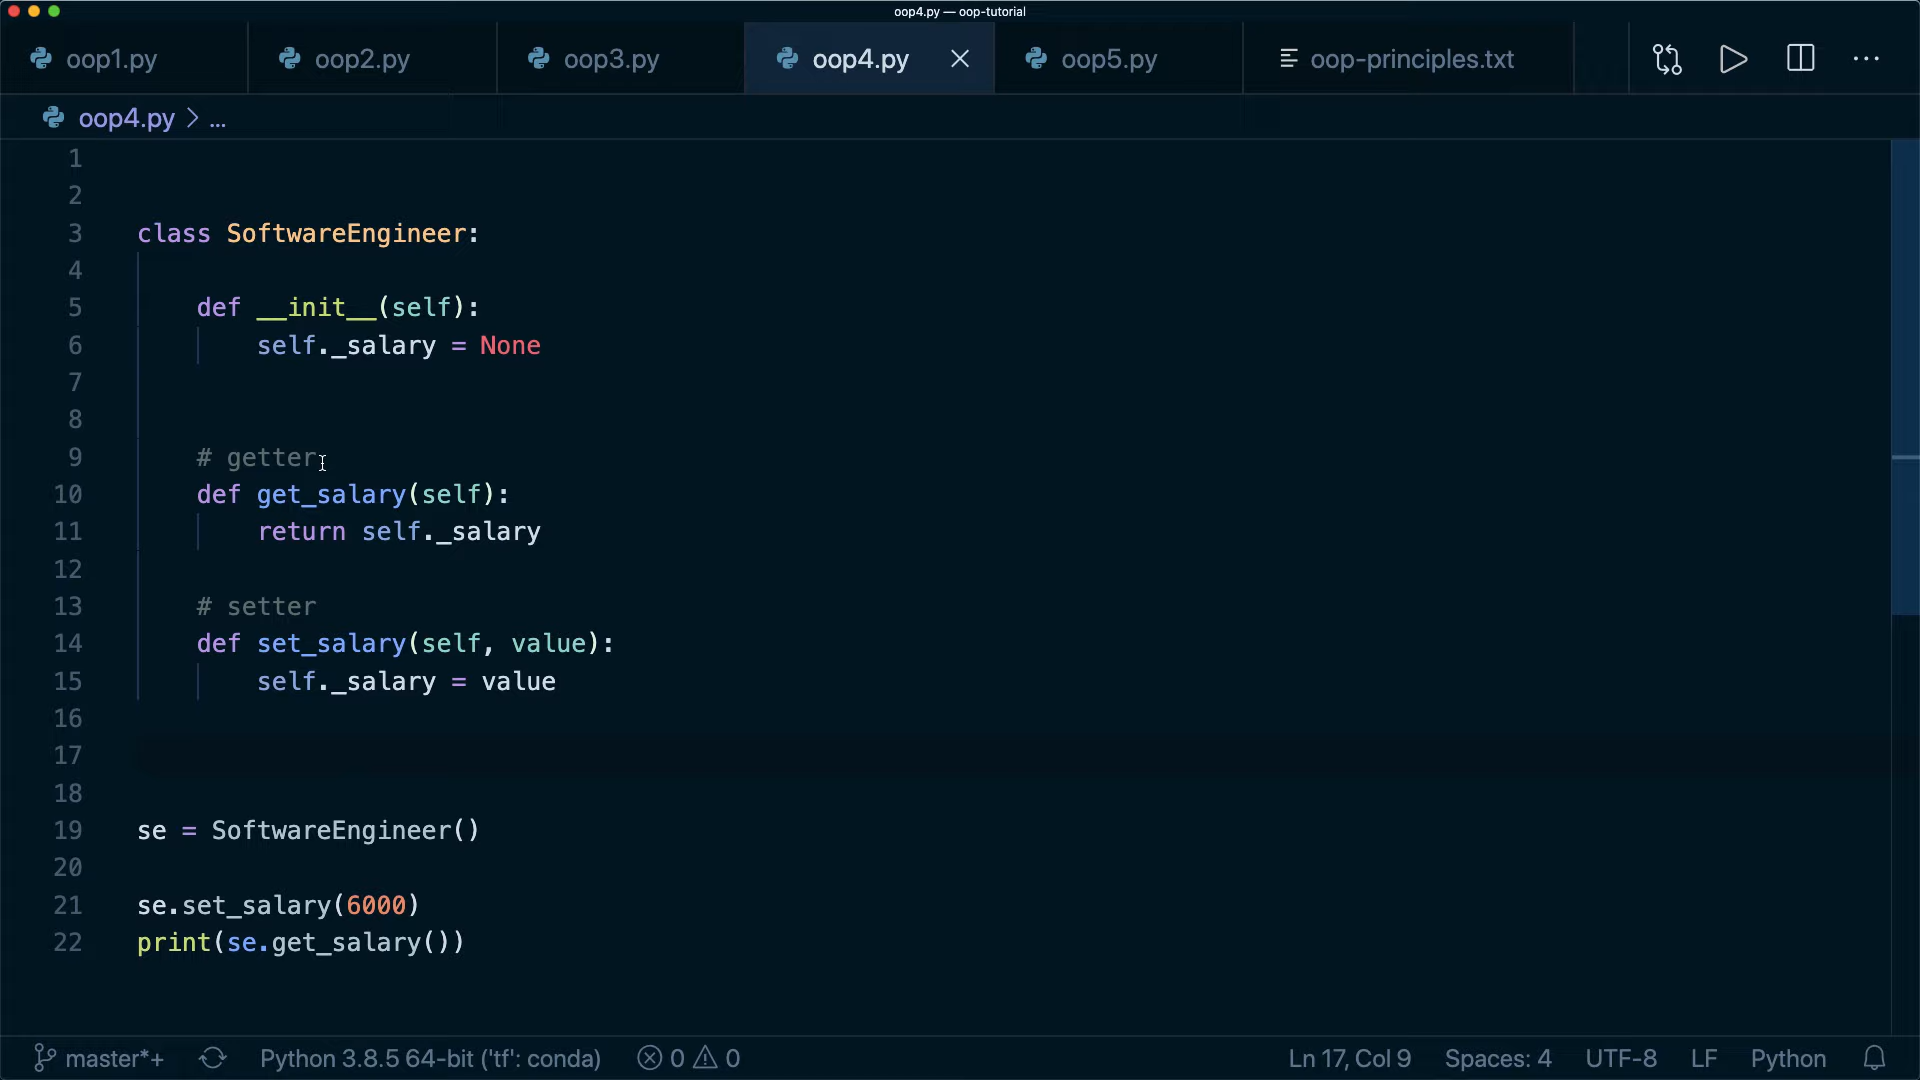 oop4.py — oop-tutorial
oop1.py oop2.py oop3.py oop4.py oop5.py oop-principles.txt
oop4.py > ...
1
2
3 class SoftwareEngineer:
4
5 def __init__(self):
6 self._salary = None
7
8
9 # getter
10 def get_salary(self):
11 return self._salary
12
13 # setter
14 def set_salary(self, value):
15 self._salary = value
16
17
18
19 se = SoftwareEngineer()
20
21 se.set_salary(6000)
22 print(se.get_salary())
master*+ Python 3.8.5 64-bit ('tf': conda) 0 0 Ln 17, Col 9 Spaces: 4 UTF-8 LF Python